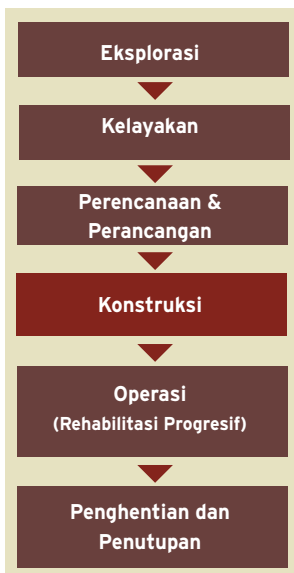 Eksplorasi
Kelayakan
Perencanaan &
Perancangan
Konstruksi
Operasi
(Rehabilitasi Progresif)
Penghentian dan
Penutupan